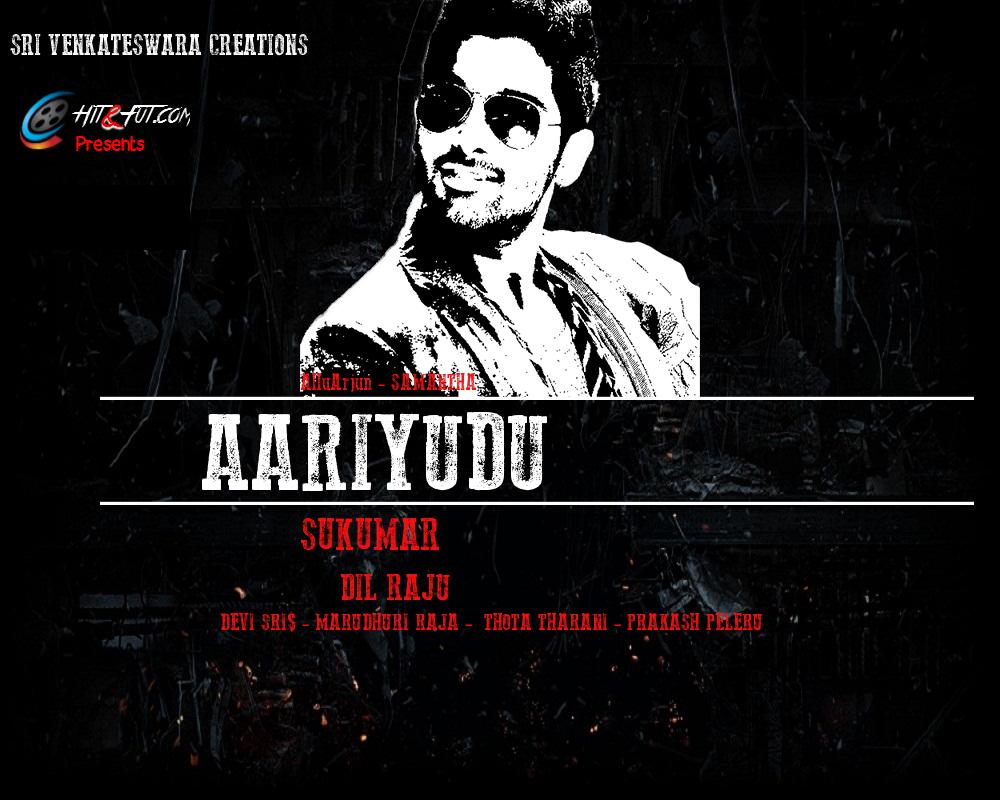 SRI VENKATESWARA CREATIONS
HIT&FUT.COM
Presents
AlluArjun - SAMANTHA
AARIYUDU
SUKUMAR
DIL RAJU
DEVI SRI$ - MARUDHURI RAJA - THOTA THARANI - PRAKASH PELERU